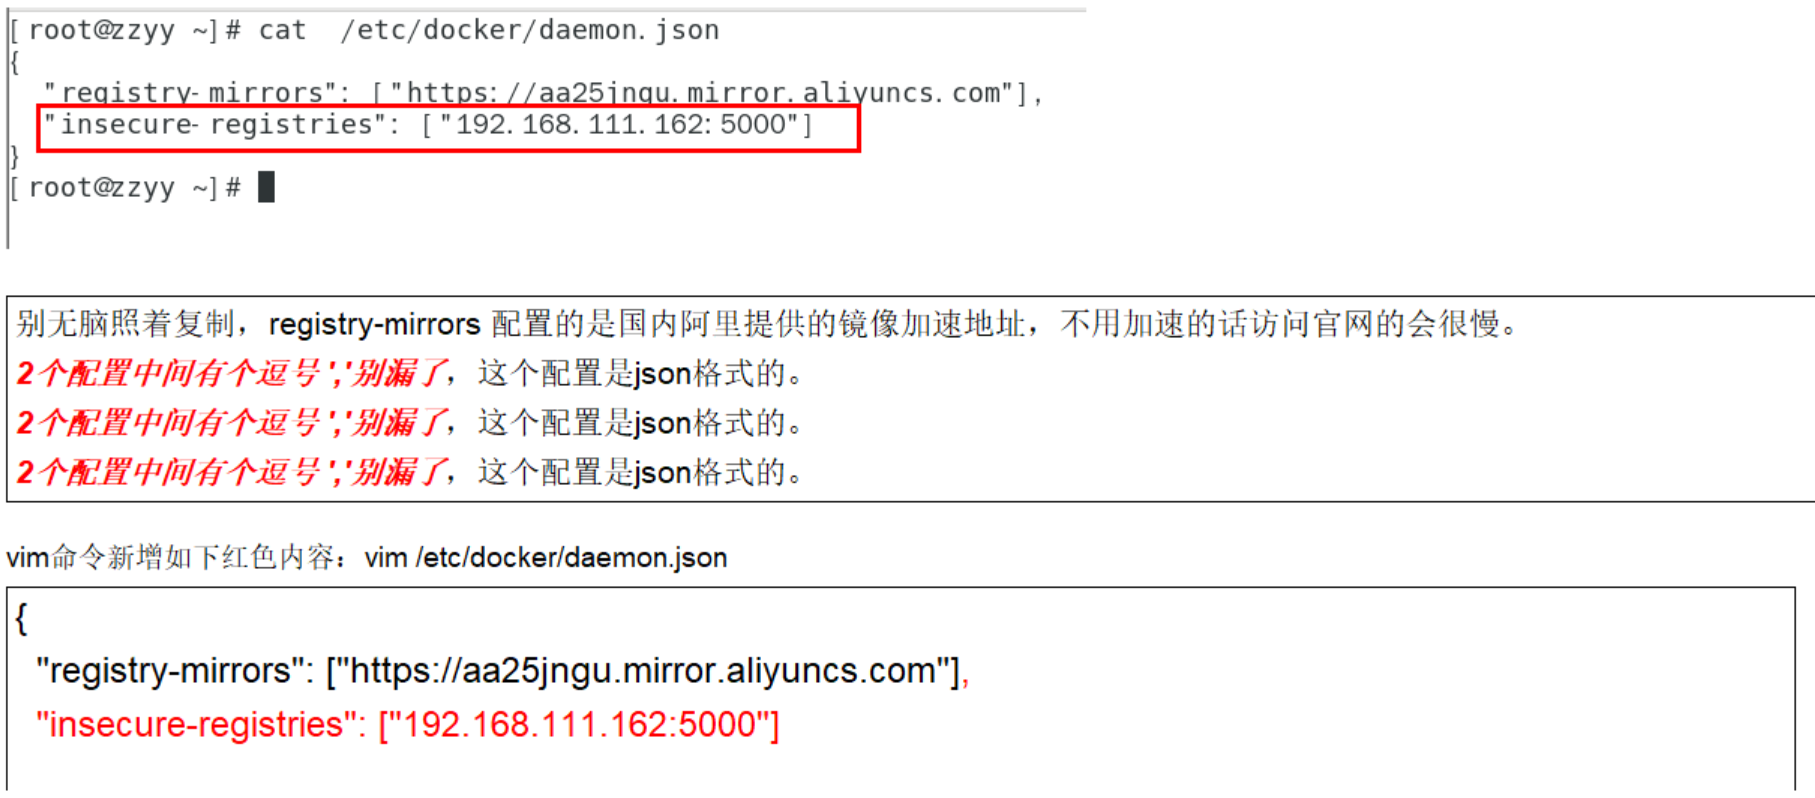 [root@zzyy ~]# cat  /etc/docker/daemon.json
{
  "registry-mirrors": ["https://aa25jngu.mirror.aliyuncs.com"],
  "insecure-registries": ["192.168.111.162:5000"]
}
[root@zzyy ~]#
别无脑照着复制，registry-mirrors 配置的是国内阿里提供的镜像加速地址，不用加速的话访问官网的会很慢。
2个配置中间有个逗号 ','别漏了，这个配置是json格式的。
2个配置中间有个逗号 ','别漏了，这个配置是json格式的。
2个配置中间有个逗号 ','别漏了，这个配置是json格式的。
vim命令新增如下红色内容：vim /etc/docker/daemon.json
{
  "registry-mirrors": ["https://aa25jngu.mirror.aliyuncs.com"],
  "insecure-registries": ["192.168.111.162:5000"]